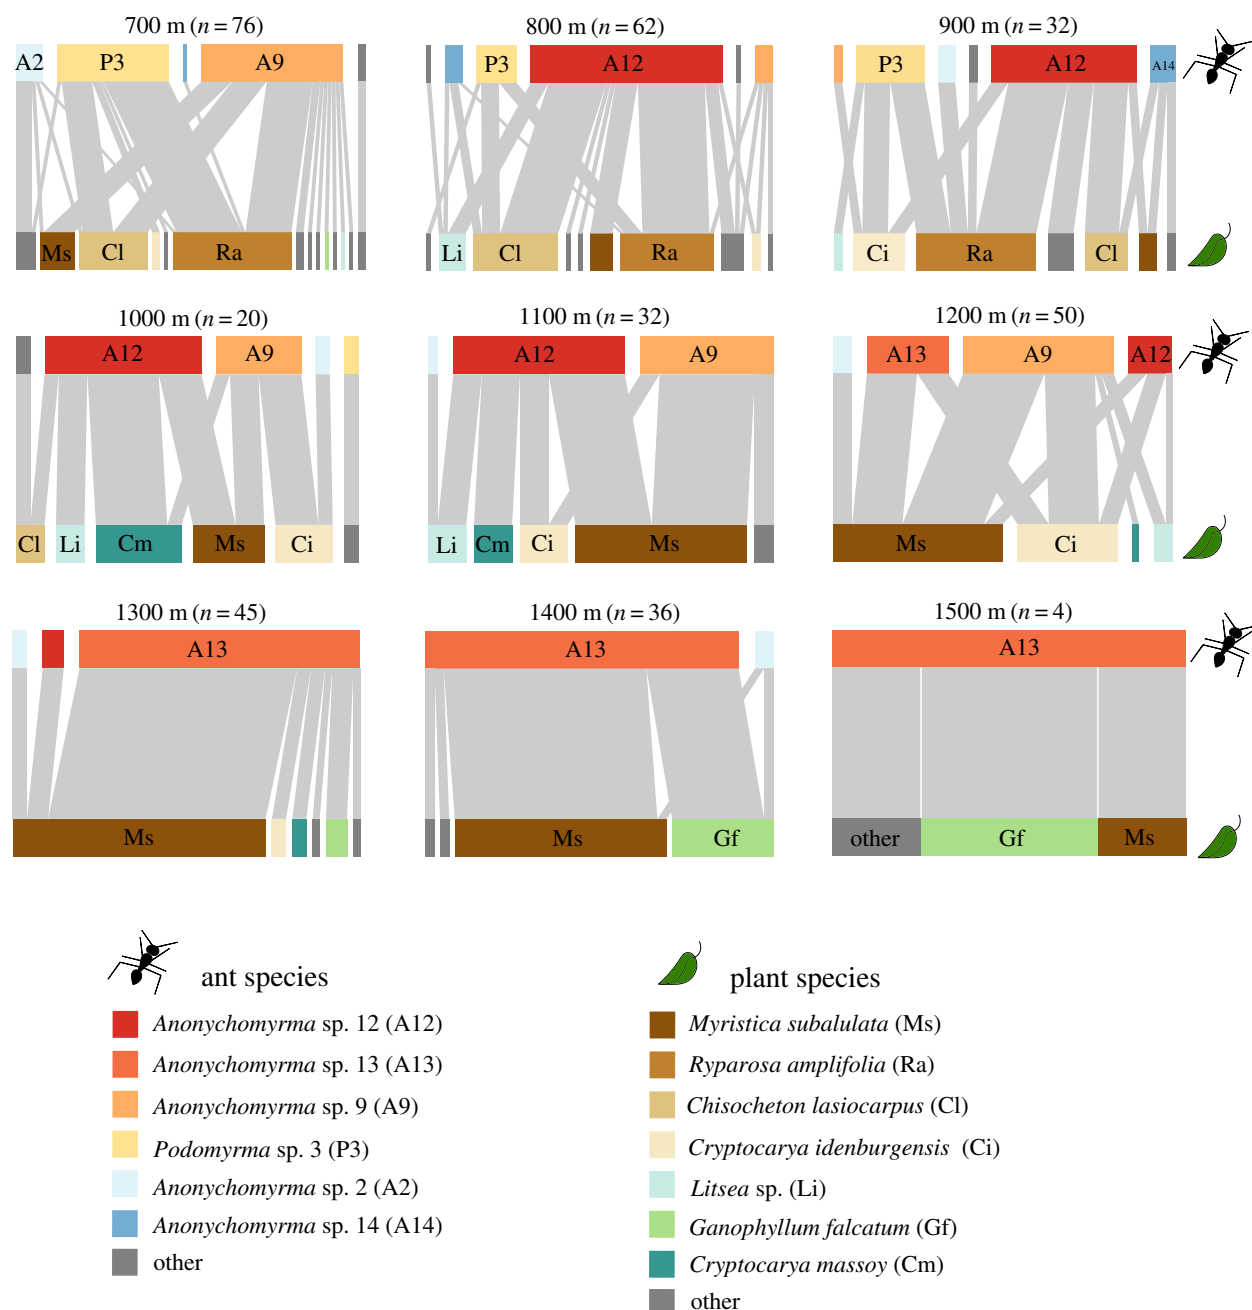 700 m (n = 76)
800 m (n = 62)
900 m (n = 32)
A2 P3 A9
P3 A12
P3 A12 A14
Ms Cl Ra
Li Cl Ra
Ci Ra Cl
1000 m (n = 20)
1100 m (n = 32)
1200 m (n = 50)
A12 A9
A12 A9
A13 A9 A12
Cl Li Cm Ms Ci
Li Cm Ci Ms
Ms Ci
1300 m (n = 45)
1400 m (n = 36)
1500 m (n = 4)
A13
A13
A13
Ms
Ms Gf
other Gf Ms
ant species
Anonychomyrma sp. 12 (A12)
Anonychomyrma sp. 13 (A13)
Anonychomyrma sp. 9 (A9)
Podomyrma sp. 3 (P3)
Anonychomyrma sp. 2 (A2)
Anonychomyrma sp. 14 (A14)
other
plant species
Myristica subalulata (Ms)
Ryparosa amplifolia (Ra)
Chisocheton lasiocarpus (Cl)
Cryptocarya idenburgensis (Ci)
Litsea sp. (Li)
Ganophyllum falcatum (Gf)
Cryptocarya massoy (Cm)
other